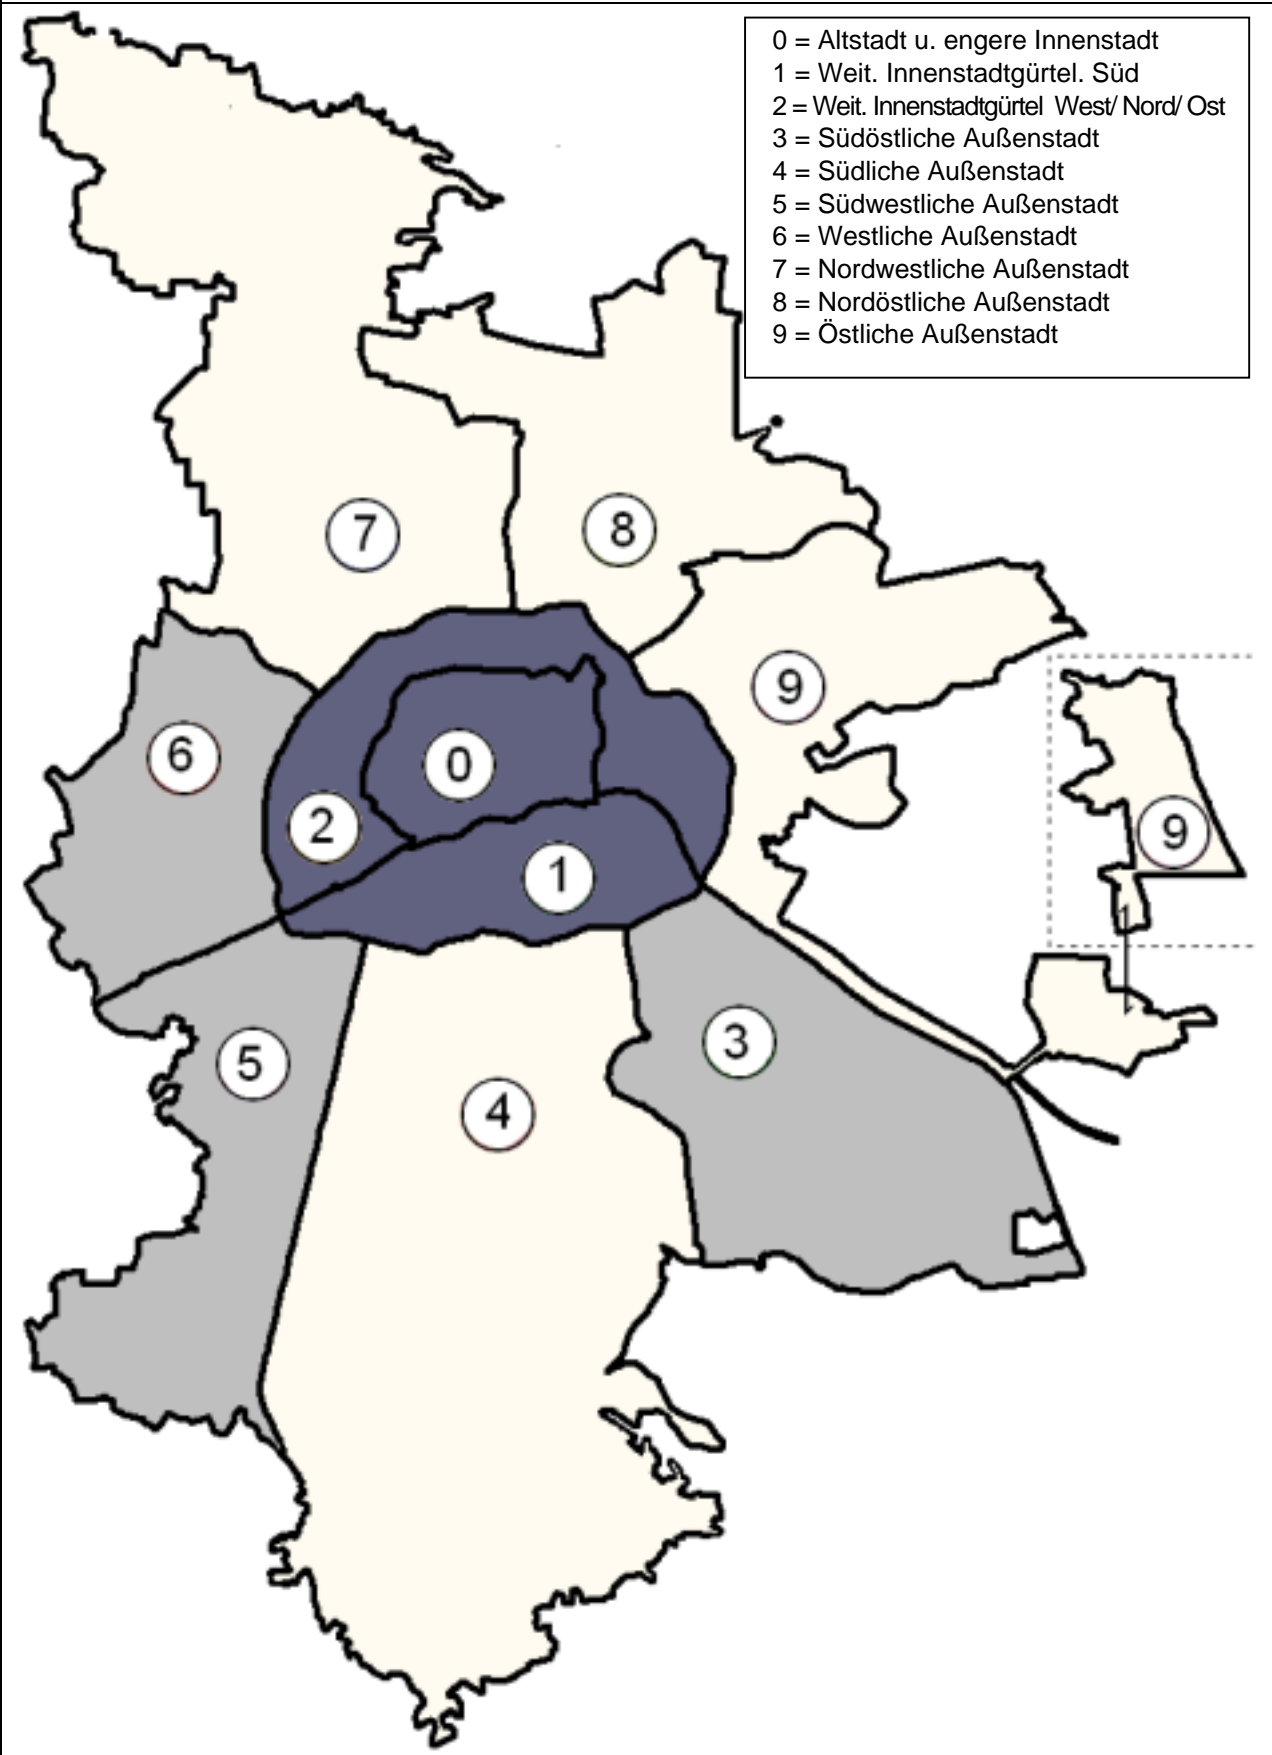 0 = Altstadt u. engere Innenstadt
1 = Weit. Innenstadtgürtel. Süd
2 = Weit. Innenstadtgürtel West/ Nord/ Ost
3 = Südöstliche Außenstadt
4 = Südliche Außenstadt
5 = Südwestliche Außenstadt
6 = Westliche Außenstadt
7 = Nordwestliche Außenstadt
8 = Nordöstliche Außenstadt
9 = Östliche Außenstadt
7
8
9
6
0
2
9
1
3
5
4